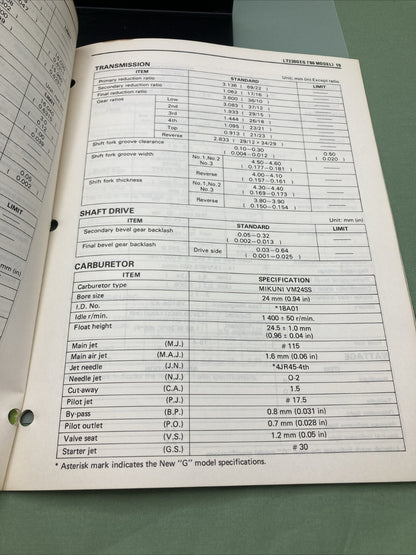 LT230GEG ('86 MODEL) 19
TRANSMISSION
Unit: mm (in) Except ratio
ITEM STANDARD LIMIT
Primary reduction ratio 3.136 ( 69/22 )
Secondary reduction ratio 1.062 ( 17/16 )
Final reduction ratio 3.600 ( 36/10 )
Gear ratios Low 3.083 ( 37/12 )
2nd 1.933 ( 29/15 )
3rd 1.444 ( 26/18 )
4th 1.095 ( 23/21 )
Top 0.913 ( 21/23 )
Reverse 2.833 ( 29/12 × 34/29 )
Shift fork groove clearance 0.10–0.30 0.50
( 0.004–0.012 ) ( 0.020 )
Shift fork groove width No.1,No.2 4.50–4.60
No.3 ( 0.177–0.181 )
Reverse 4.00–4.10
( 0.157–0.161 )
Shift fork thickness No.1,No.2 4.30–4.40
No.3 ( 0.169–0.173 )
Reverse 3.80–3.90
( 0.150–0.154 )
SHAFT DRIVE
Unit: mm (in)
ITEM STANDARD LIMIT
Secondary bevel gear backlash 0.05–0.32
( 0.002–0.013 )
Final bevel gear backlash Drive side 0.03–0.64
( 0.001–0.025 )
CARBURETOR
ITEM SPECIFICATION
Carburetor type MIKUNI VM24SS
Bore size 24 mm (0.94 in)
I.D. No. *18A01
Idle r/min. 1 400 ± 50 r/min.
Float height 24.5 ± 1.0 mm
(0.96 ± 0.04 in)
Main jet (M.J.) # 115
Main air jet (M.A.J.) 1.6 mm (0.06 in)
Jet needle (J.N.) *4JR45-4th
Needle jet (N.J.) O-2
Cut-away (C.A.) 1.5
Pilot jet (P.J.) # 17.5
By-pass (B.P.) 0.8 mm (0.031 in)
Pilot outlet (P.O.) 0.7 mm (0.028 in)
Valve seat (V.S.) 1.2 mm (0.05 in)
Starter jet (G.S.) # 30
* Asterisk mark indicates the New "G" model specifications.
LIMIT